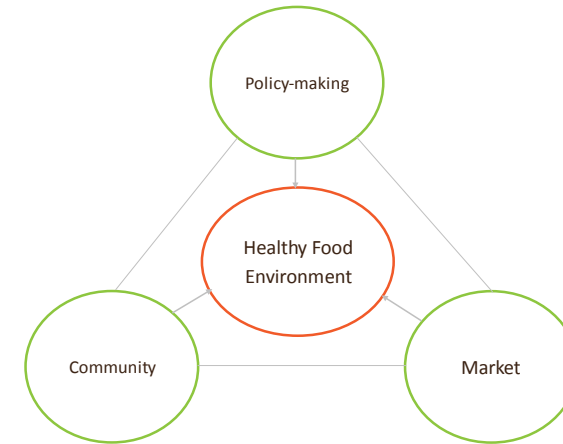 Policy-making
Healthy Food
Environment
Community
Market